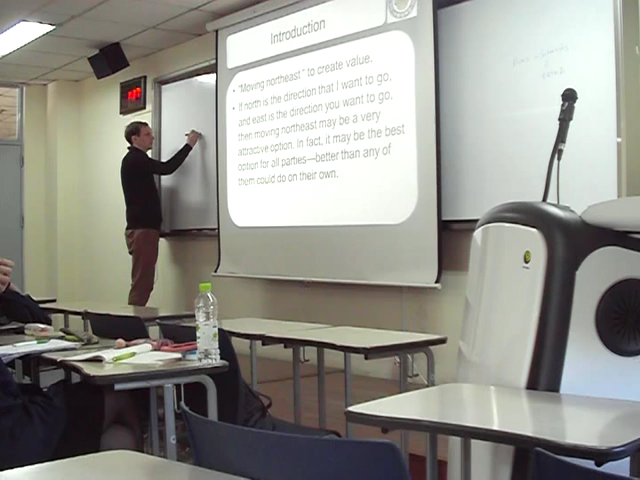 Introduction
• "Moving northeast " to create value.
• If north is the direction that I want to go,
and east is the direction you want to go,
then moving northeast may be a very
attractive option. In fact, it may be the best
option for all parties—better than any of
them could do on their own.